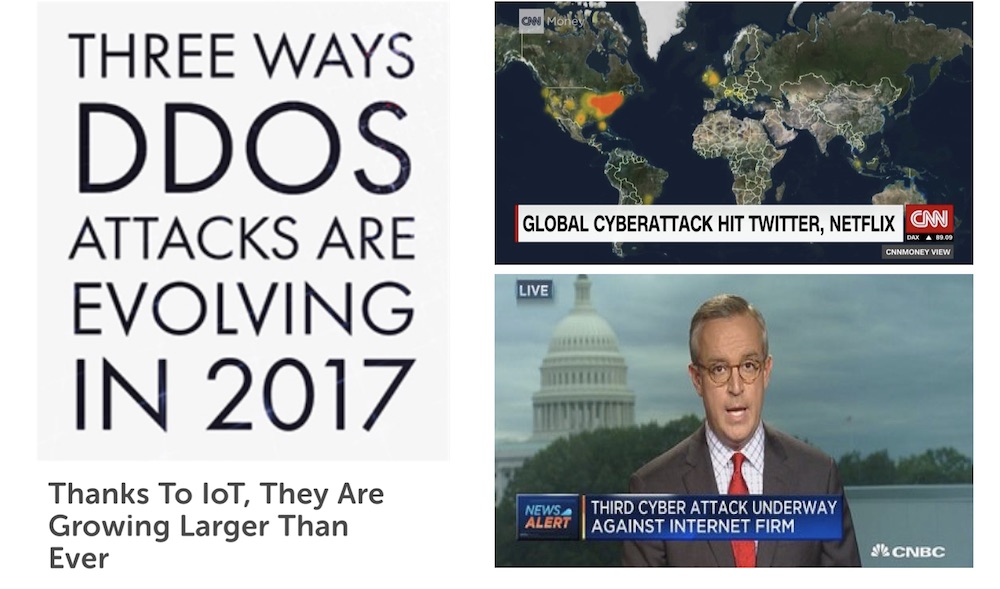 THREE WAYS
DDOS
ATTACKS ARE
EVOLVING
IN 2017
Thanks To IoT, They Are
Growing Larger Than
Ever
CNN Money
GLOBAL CYBERATTACK HIT TWITTER, NETFLIX
CNN
DAX ▲ 89.09
CNNMONEY VIEW
LIVE
NEWS
ALERT
THIRD CYBER ATTACK UNDERWAY
AGAINST INTERNET FIRM
CNBC